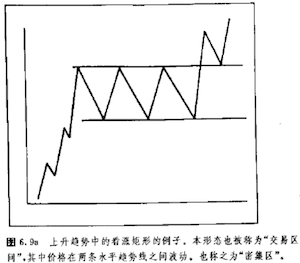 图 6.9a 上升趋势中的看涨矩形的例子。本形态也被称为“交易区
间”,其中价格在两条水平趋势线之间波动。也称之为“密集区”。